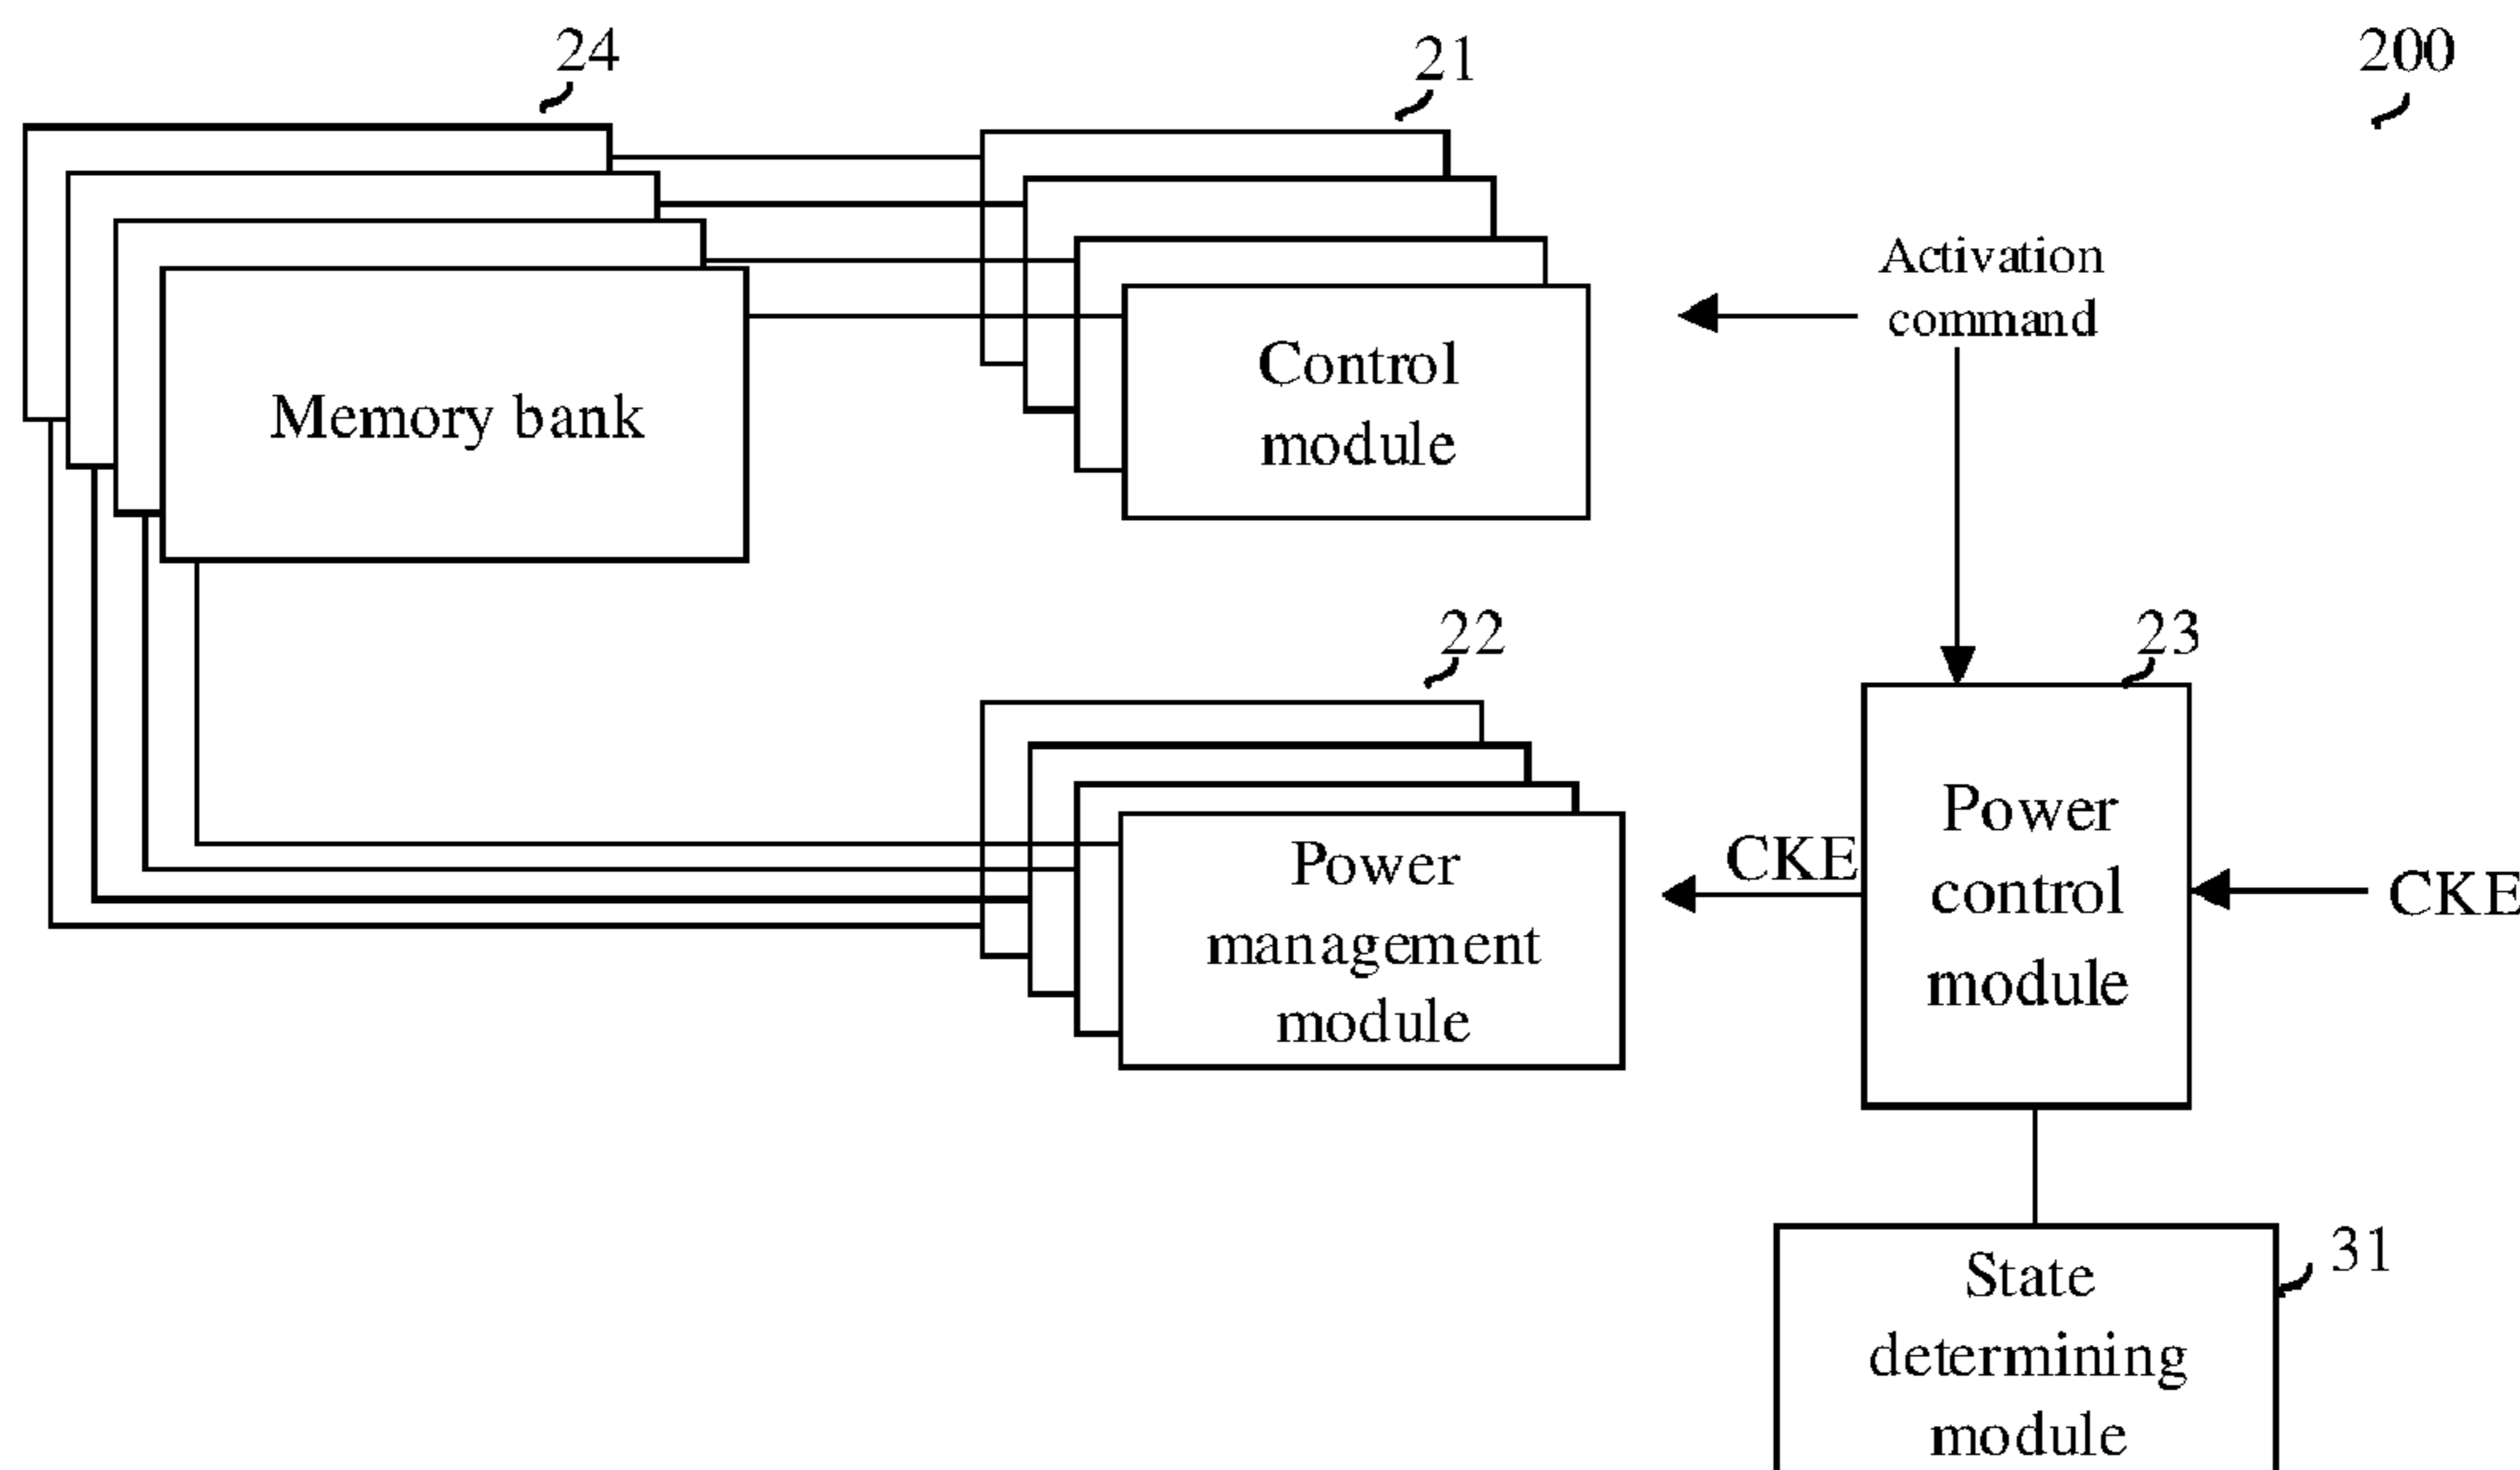 24
21
200
Activation
command
Control
module
Memory bank
22
23
Power
control
module
CKE
CKE
Power
management
module
31
State
determining
module